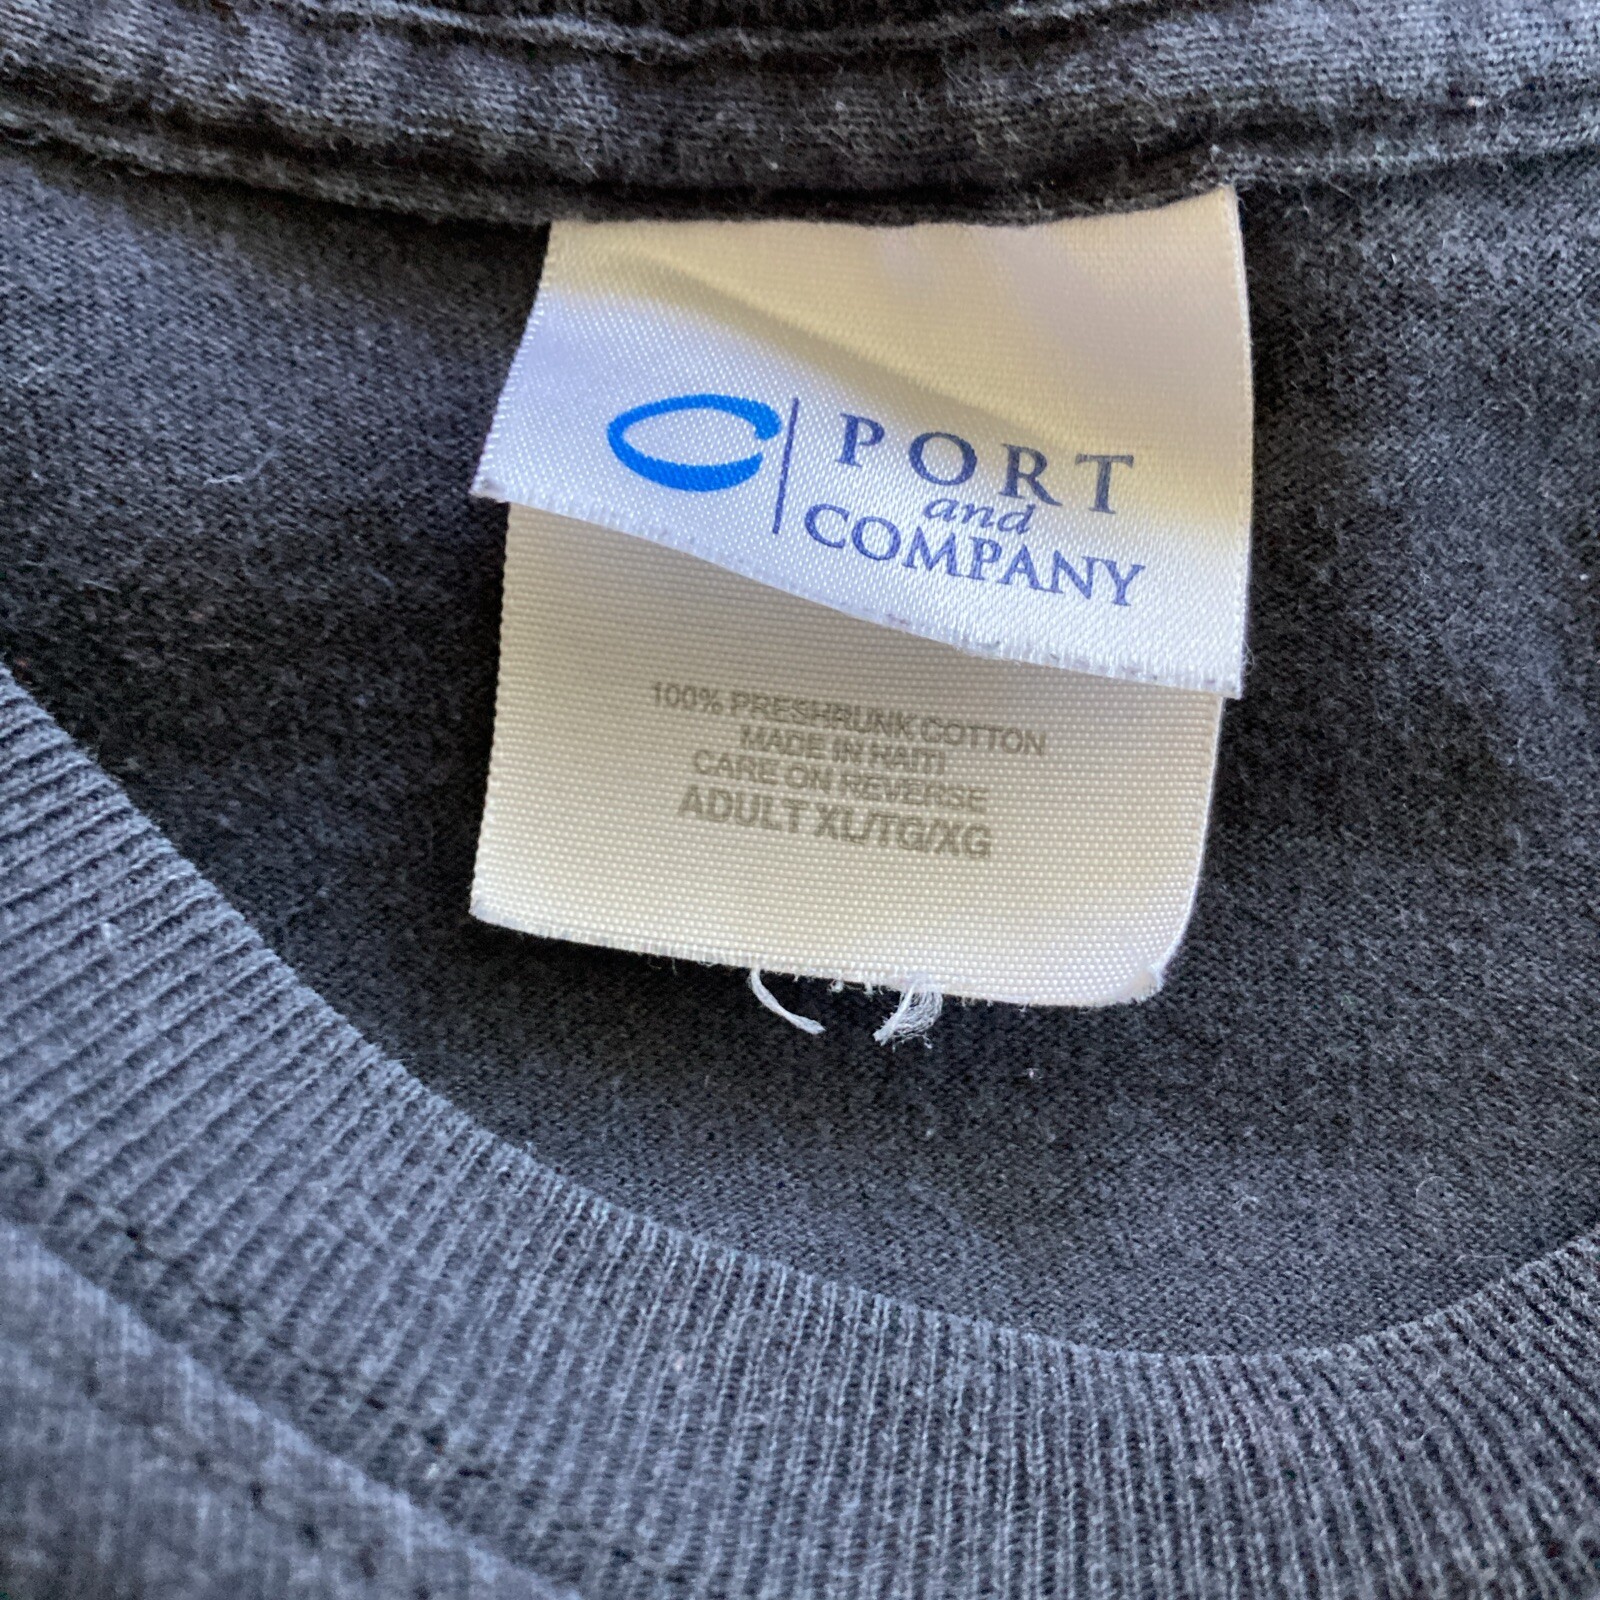 PORT
and
COMPANY
100% PRESHRUNK COTTON
MADE IN HAITI
CARE ON REVERSE
ADULT XL/TG/XG